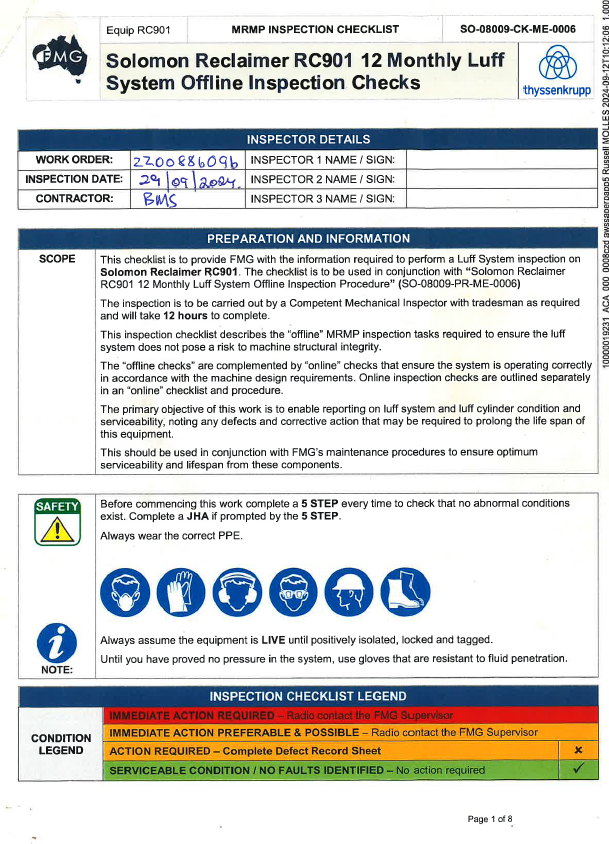 FMG
Equip RC901
MRMP INSPECTION CHECKLIST
SO-08009-CK-ME-0006
Solomon Reclaimer RC901 12 Monthly Luff
System Offline Inspection Checks
thyssenkrupp
INSPECTOR DETAILS
WORK ORDER: 2200886096 INSPECTOR 1 NAME / SIGN:
INSPECTION DATE: 29/09/2024. INSPECTOR 2 NAME / SIGN:
CONTRACTOR: BMS INSPECTOR 3 NAME / SIGN:
PREPARATION AND INFORMATION
SCOPE
This checklist is to provide FMG with the information required to perform a Luff System inspection on
Solomon Reclaimer RC901. The checklist is to be used in conjunction with “Solomon Reclaimer
RC901 12 Monthly Luff System Offline Inspection Procedure” (SO-08009-PR-ME-0006)
The inspection is to be carried out by a Competent Mechanical Inspector with tradesman as required
and will take 12 hours to complete.
This inspection checklist describes the “offline” MRMP inspection tasks required to ensure the luff
system does not pose a risk to machine structural integrity.
The “offline checks” are complemented by “online” checks that ensure the system is operating correctly
in accordance with the machine design requirements. Online inspection checks are outlined separately
in an “online” checklist and procedure.
The primary objective of this work is to enable reporting on luff system and luff cylinder condition and
serviceability, noting any defects and corrective action that may be required to prolong the life span of
this equipment.
This should be used in conjunction with FMG's maintenance procedures to ensure optimum
serviceability and lifespan from these components.
SAFETY
Before commencing this work complete a 5 STEP every time to check that no abnormal conditions
exist. Complete a JHA if prompted by the 5 STEP.
Always wear the correct PPE.
NOTE:
Always assume the equipment is LIVE until positively isolated, locked and tagged.
Until you have proved no pressure in the system, use gloves that are resistant to fluid penetration.
INSPECTION CHECKLIST LEGEND
CONDITION
LEGEND
IMMEDIATE ACTION REQUIRED – Radio contact the FMG Supervisor
IMMEDIATE ACTION PREFERABLE & POSSIBLE – Radio contact the FMG Supervisor
ACTION REQUIRED – Complete Defect Record Sheet ✘
SERVICEABLE CONDITION / NO FAULTS IDENTIFIED – No action required ✓
Page 1 of 8